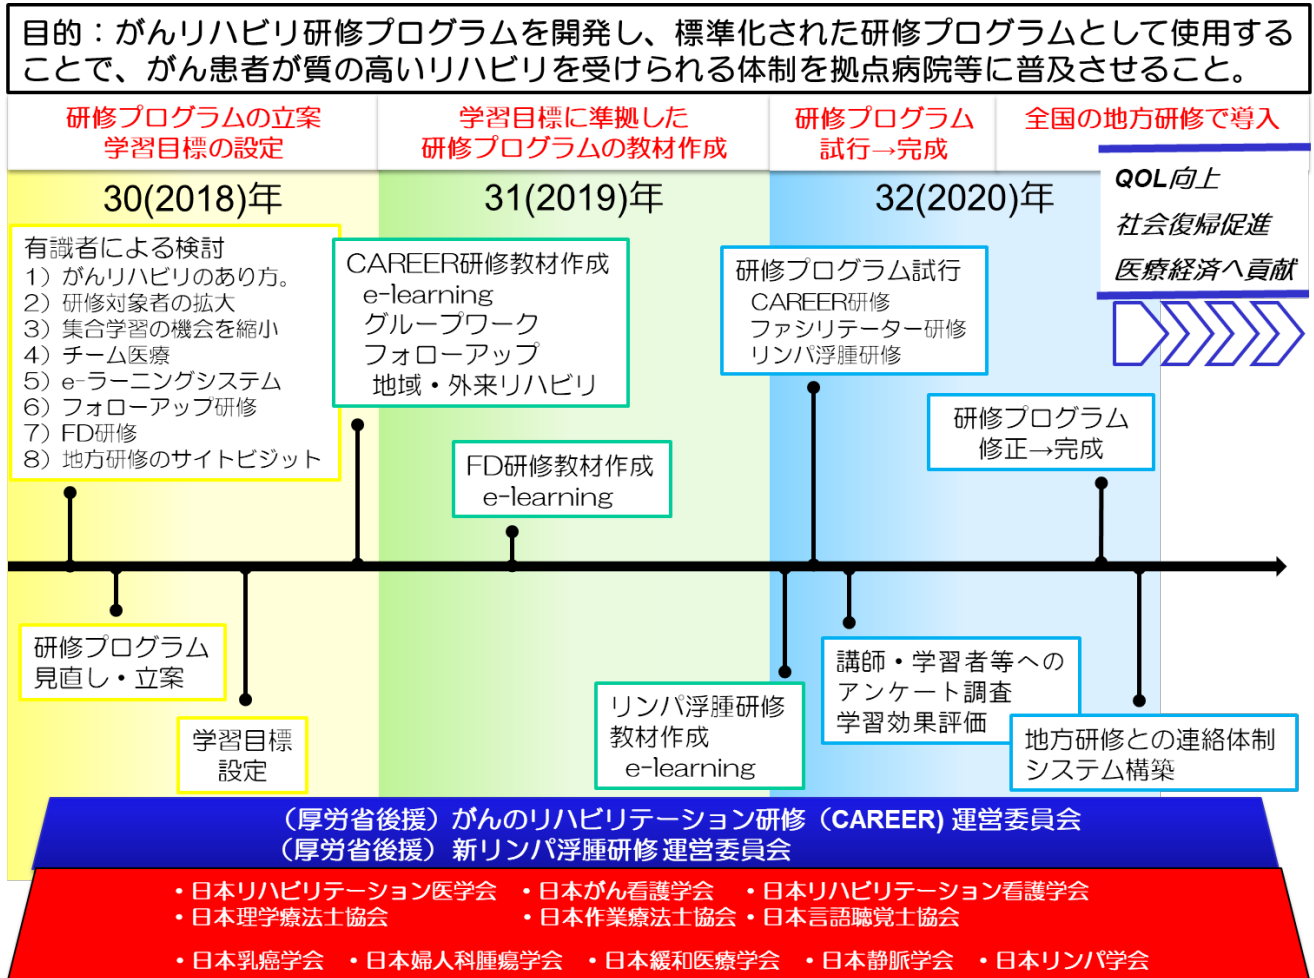 目的：がんリハビリ研修プログラムを開発し、標準化された研修プログラムとして使用する
ことで、がん患者が質の高いリハビリを受けられる体制を拠点病院等に普及させること。
研修プログラムの立案
学習目標の設定
学習目標に準拠した
研修プログラムの教材作成
研修プログラム
試行→完成
全国の地方研修で導入
30(2018)年
31(2019)年
32(2020)年
QOL向上
社会復帰促進
医療経済へ貢献
有識者による検討
1）がんリハビリのあり方。
2）研修対象者の拡大
3）集合学習の機会を縮小
4）チーム医療
5）e-ラーニングシステム
6）フォローアップ研修
7）FD研修
8）地方研修のサイトビジット
CAREER研修教材作成
e-learning
グループワーク
フォローアップ
地域・外来リハビリ
FD研修教材作成
e-learning
研修プログラム試行
CAREER研修
ファシリテーター研修
リンパ浮腫研修
研修プログラム
修正→完成
研修プログラム
見直し・立案
学習目標
設定
リンパ浮腫研修
教材作成
e-learning
講師・学習者等への
アンケート調査
学習効果評価
地方研修との連絡体制
システム構築
（厚労省後援）がんのリハビリテーション研修（CAREER) 運営委員会
（厚労省後援）新リンパ浮腫研修 運営委員会
・日本リハビリテーション医学会 ・日本がん看護学会 ・日本リハビリテーション看護学会
・日本理学療法士協会 ・日本作業療法士協会 ・日本言語聴覚士協会
・日本乳癌学会 ・日本婦人科腫瘍学会 ・日本緩和医療学会 ・日本静脈学会 ・日本リンパ学会